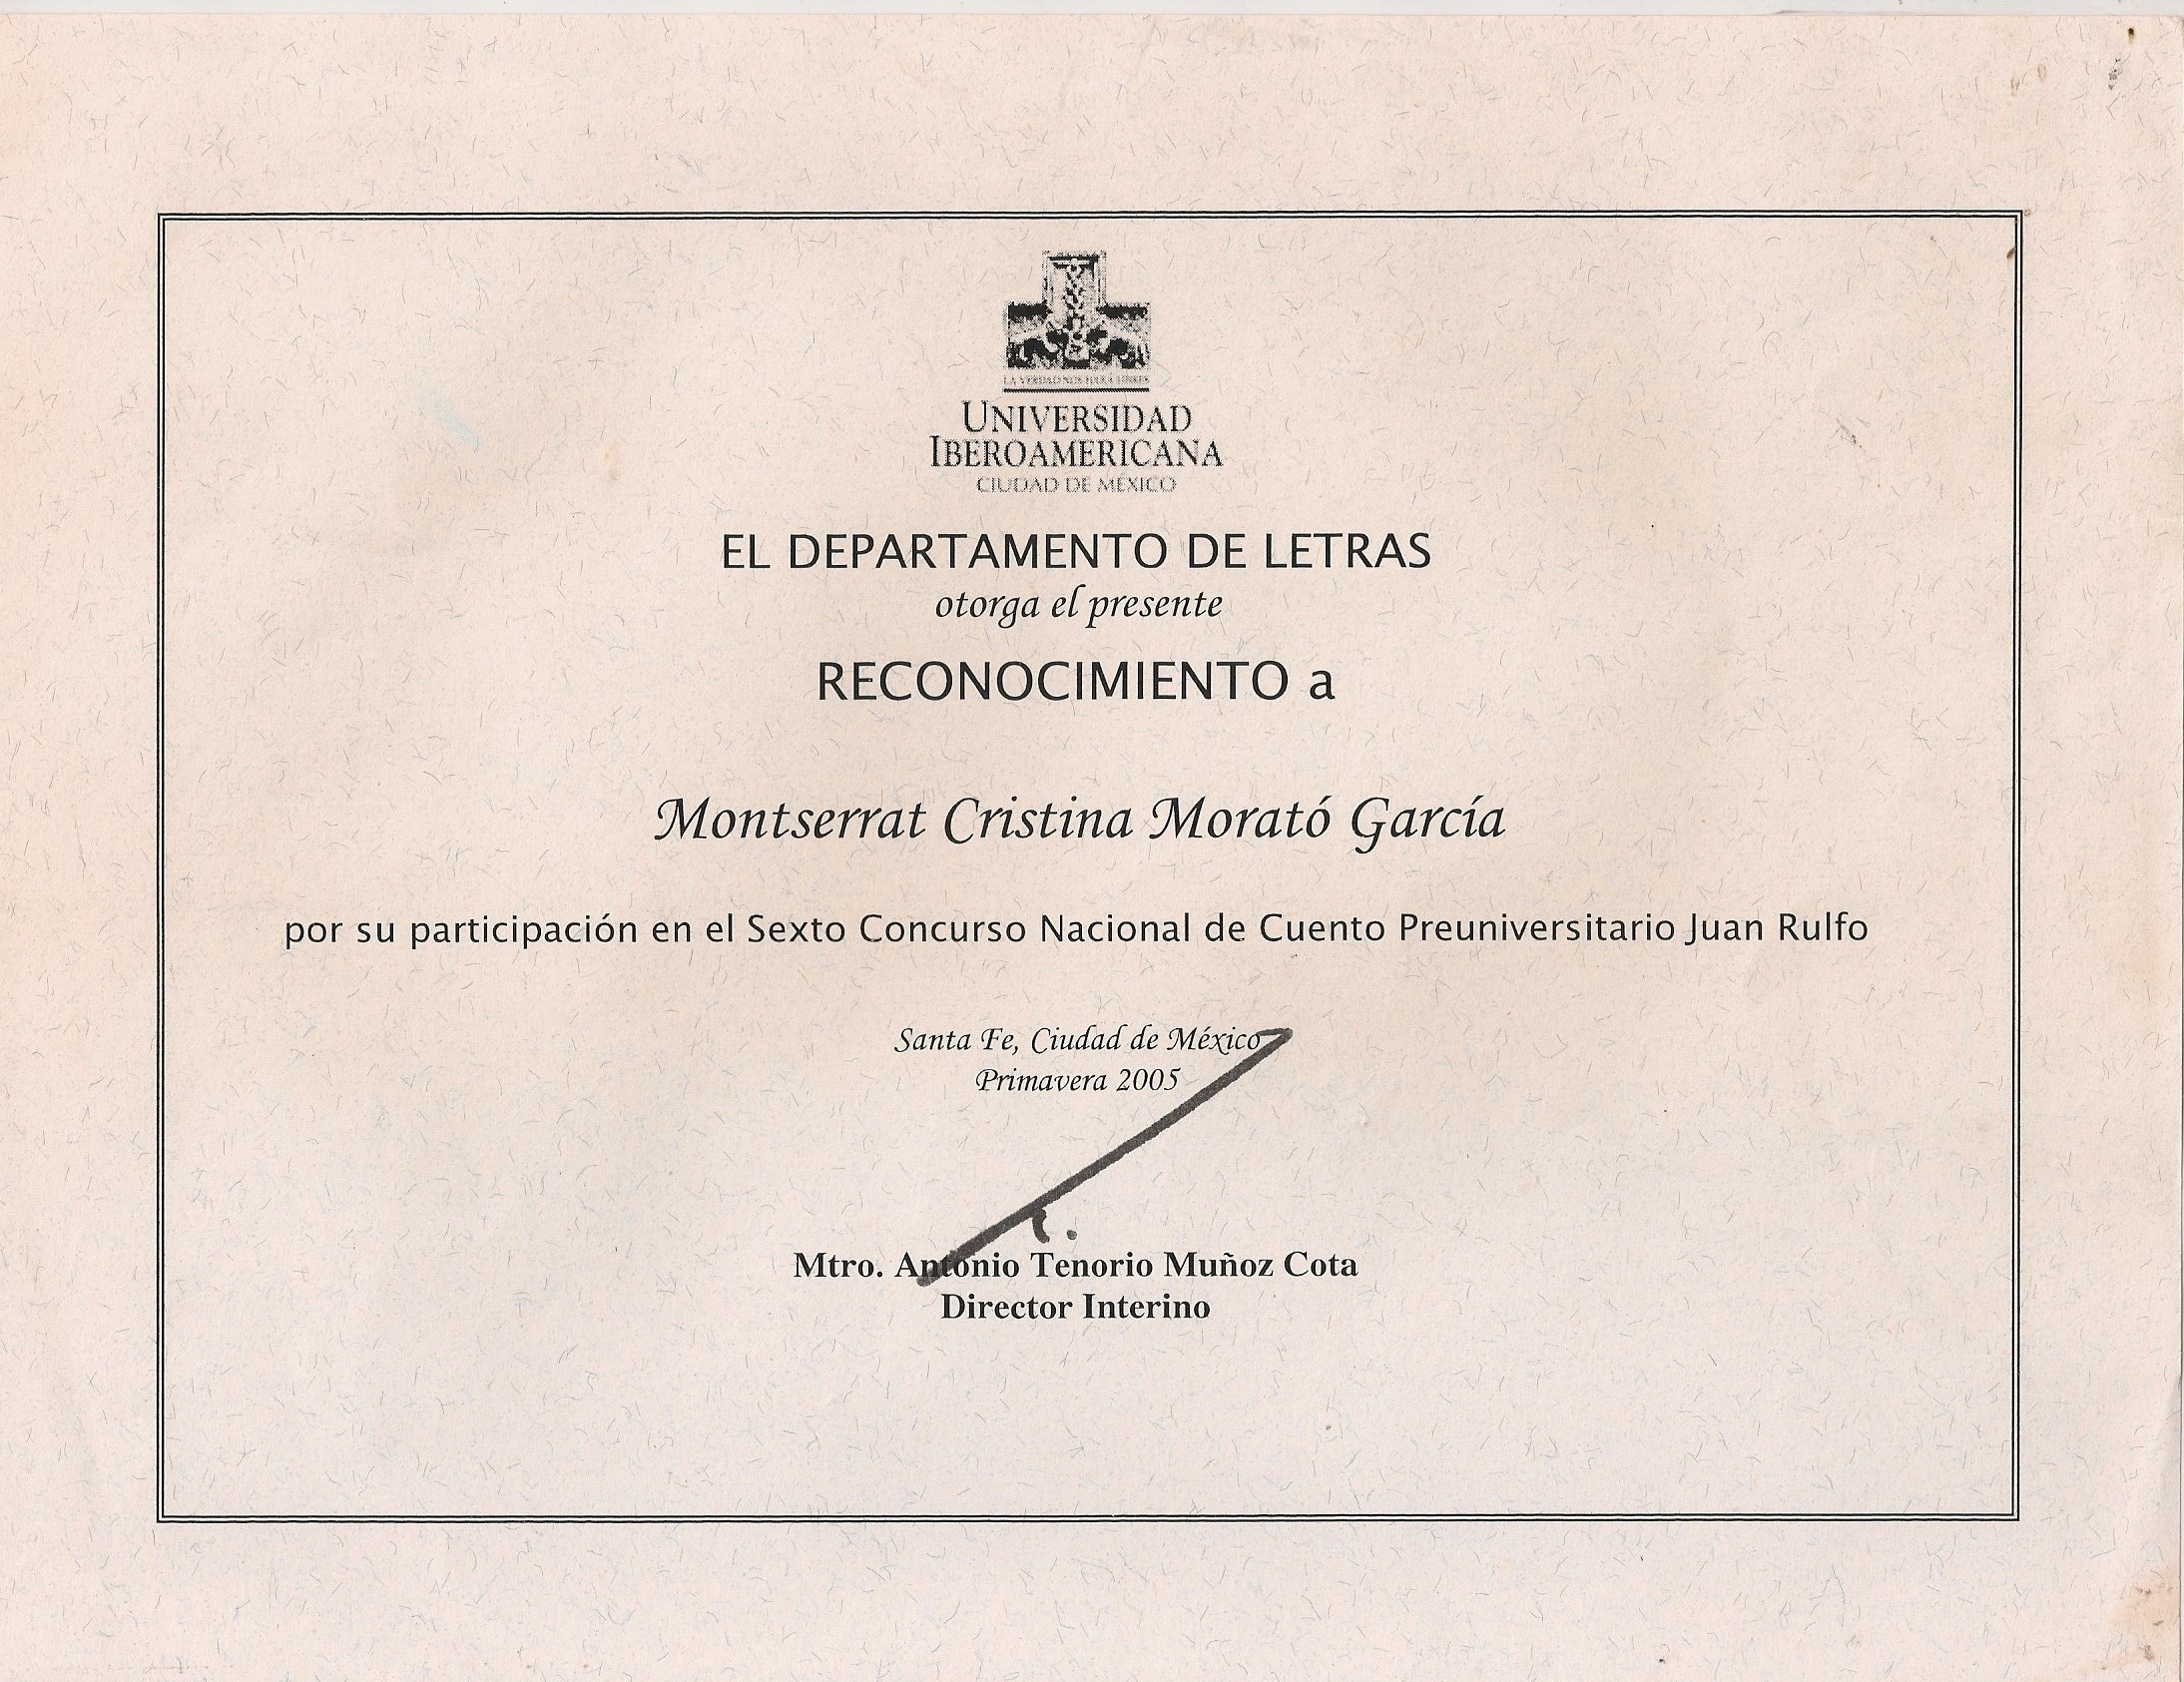 LA VERDAD NOS HARÁ LIBRES
UNIVERSIDAD
IBEROAMERICANA
CIUDAD DE MÉXICO
EL DEPARTAMENTO DE LETRAS
otorga el presente
RECONOCIMIENTO a
Montserrat Cristina Morató García
por su participación en el Sexto Concurso Nacional de Cuento Preuniversitario Juan Rulfo
Santa Fe, Ciudad de México
Primavera 2005
Mtro. Antonio Tenorio Muñoz Cota
Director Interino